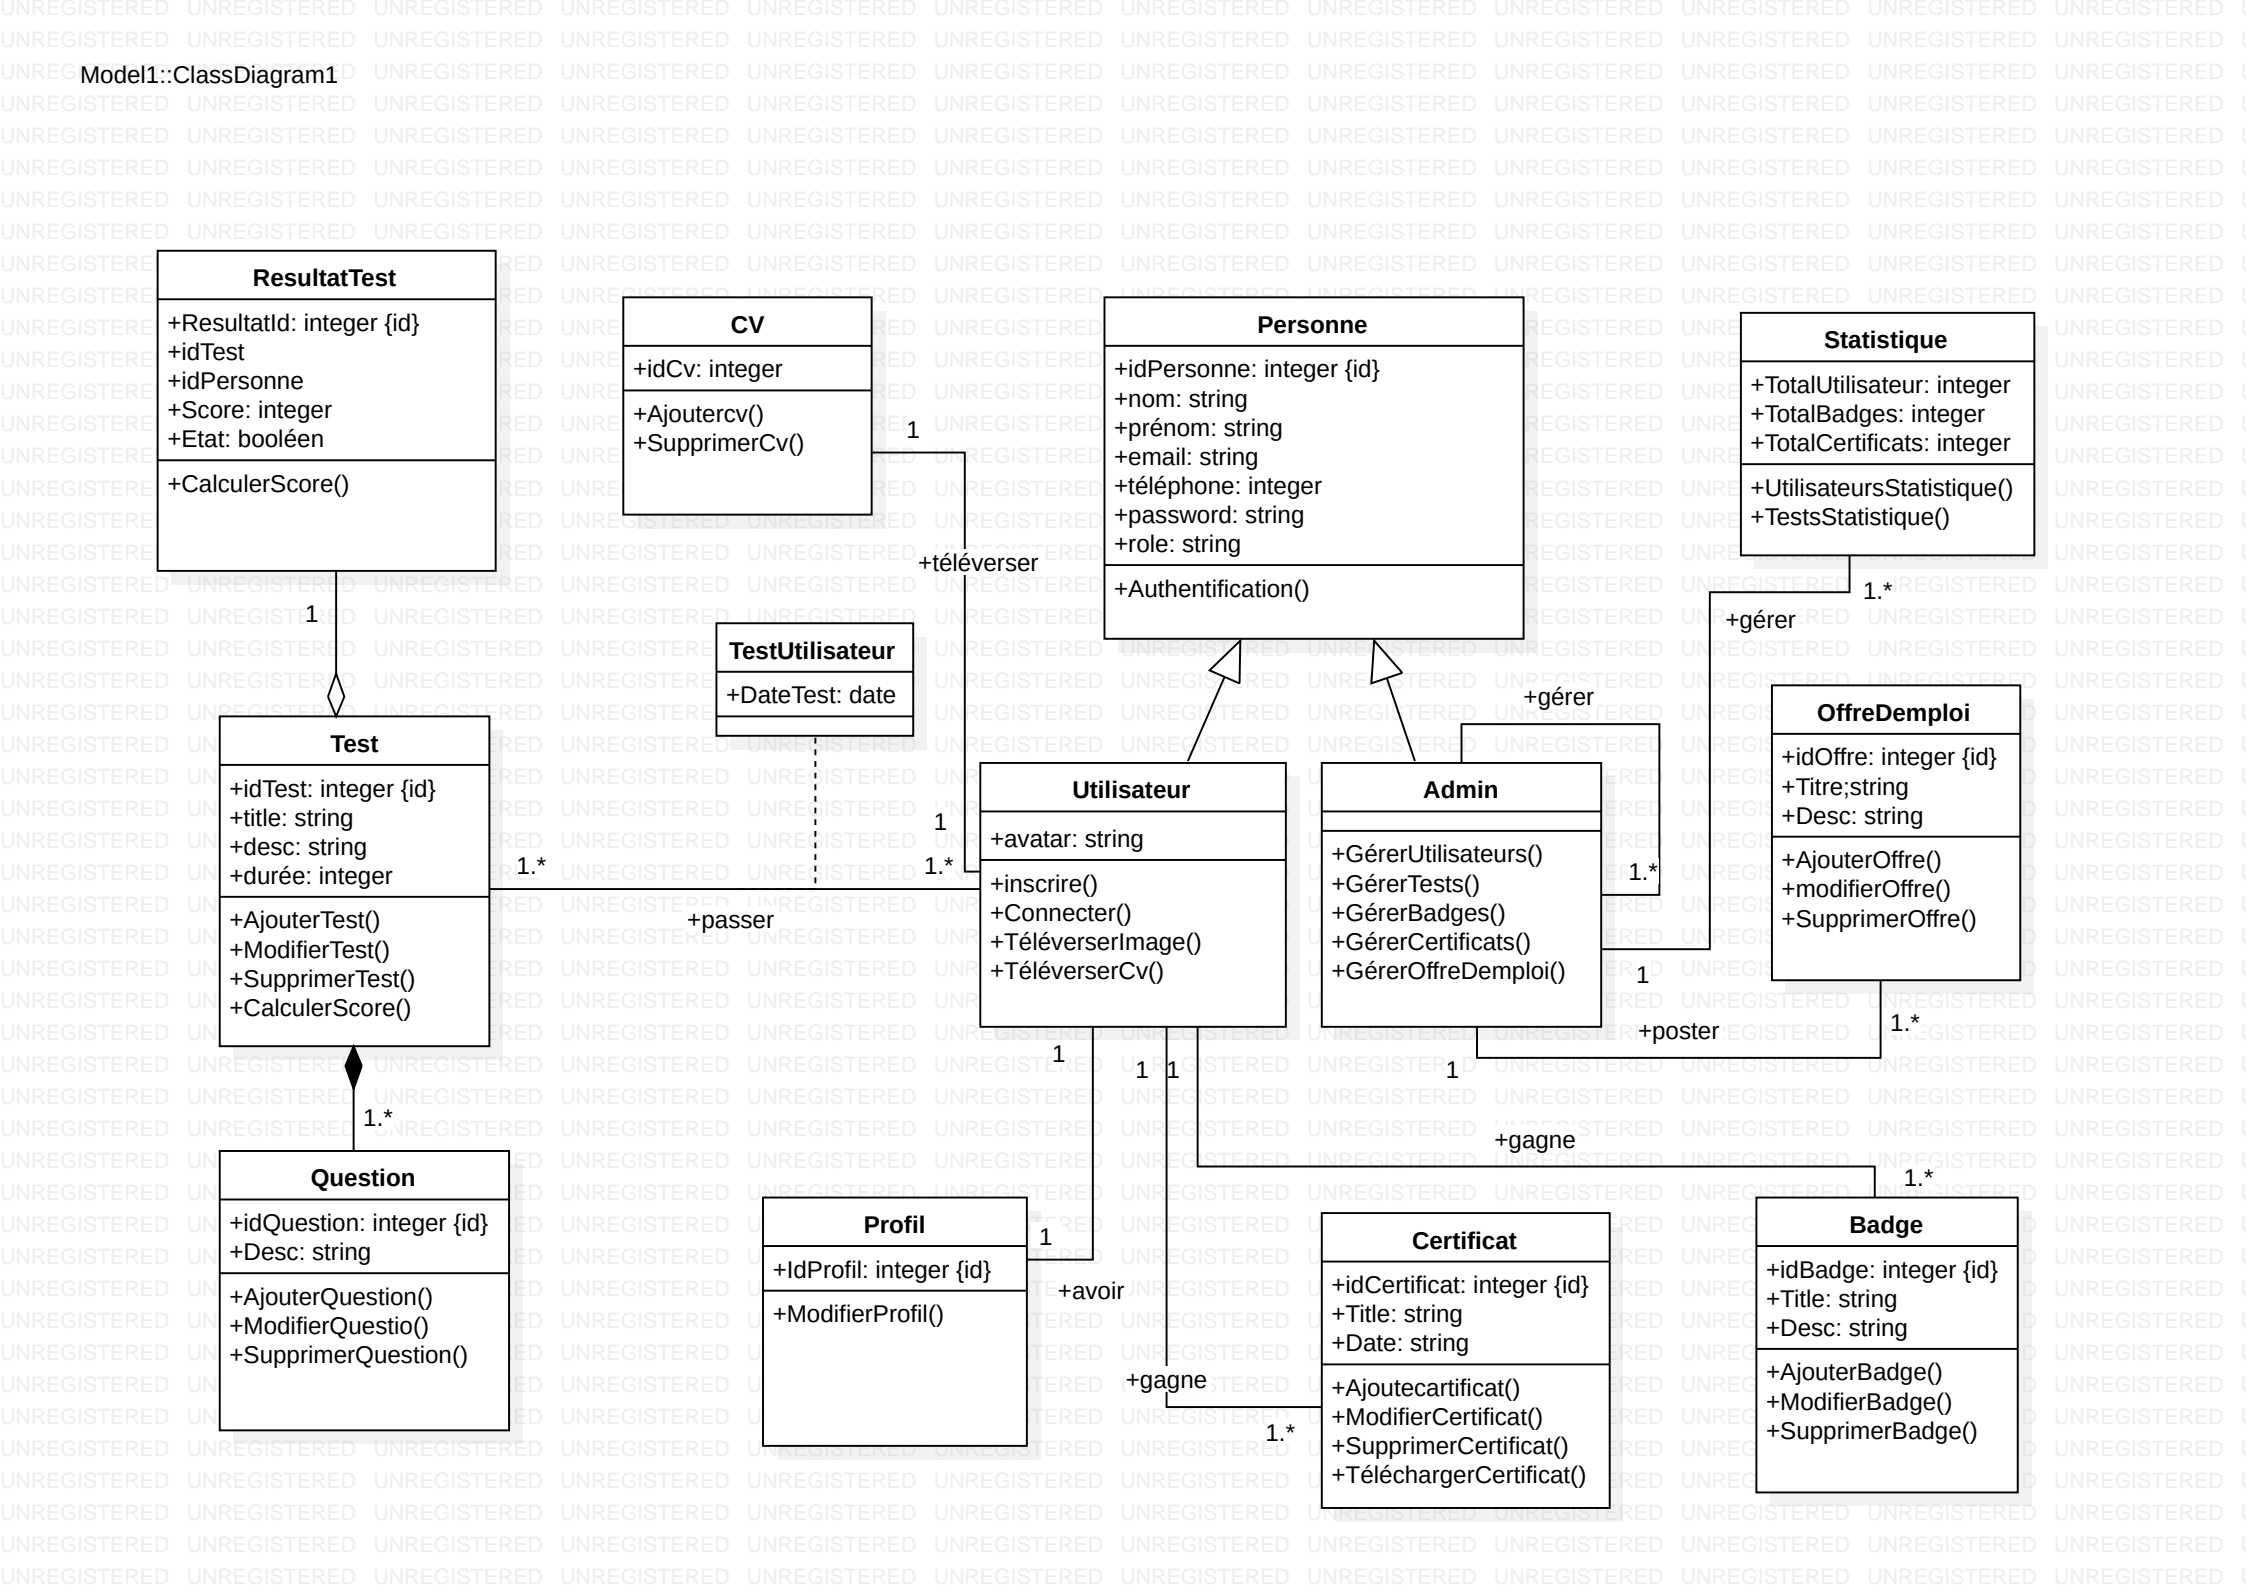 Model1::ClassDiagram1
ResultatTest
+ResultatId: integer {id}
+idTest
+idPersonne
+Score: integer
+Etat: booléen
+CalculerScore()
1
CV
+idCv: integer
+Ajoutercv()
+SupprimerCv()
1
+téléverser
1
Personne
+idPersonne: integer {id}
+nom: string
+prénom: string
+email: string
+téléphone: integer
+password: string
+role: string
+Authentification()
Statistique
+TotalUtilisateur: integer
+TotalBadges: integer
+TotalCertificats: integer
+UtilisateursStatistique()
+TestsStatistique()
1.*
+gérer
1
TestUtilisateur
+DateTest: date
Test
+idTest: integer {id}
+title: string
+desc: string
+durée: integer
+AjouterTest()
+ModifierTest()
+SupprimerTest()
+CalculerScore()
1.*
+passer
1.*
Utilisateur
+avatar: string
+inscrire()
+Connecter()
+TéléverserImage()
+TéléverserCv()
Admin
+GérerUtilisateurs()
+GérerTests()
+GérerBadges()
+GérerCertificats()
+GérerOffreDemploi()
+gérer
1.*
OffreDemploi
+idOffre: integer {id}
+Titre;string
+Desc: string
+AjouterOffre()
+modifierOffre()
+SupprimerOffre()
1.*
+poster
1
1.*
Question
+idQuestion: integer {id}
+Desc: string
+AjouterQuestion()
+ModifierQuestio()
+SupprimerQuestion()
1
1
1
Profil
+IdProfil: integer {id}
+ModifierProfil()
1
+avoir
+gagne
1.*
Certificat
+idCertificat: integer {id}
+Title: string
+Date: string
+Ajoutecartificat()
+ModifierCertificat()
+SupprimerCertificat()
+TéléchargerCertificat()
+gagne
1.*
Badge
+idBadge: integer {id}
+Title: string
+Desc: string
+AjouterBadge()
+ModifierBadge()
+SupprimerBadge()
UNREGISTERED